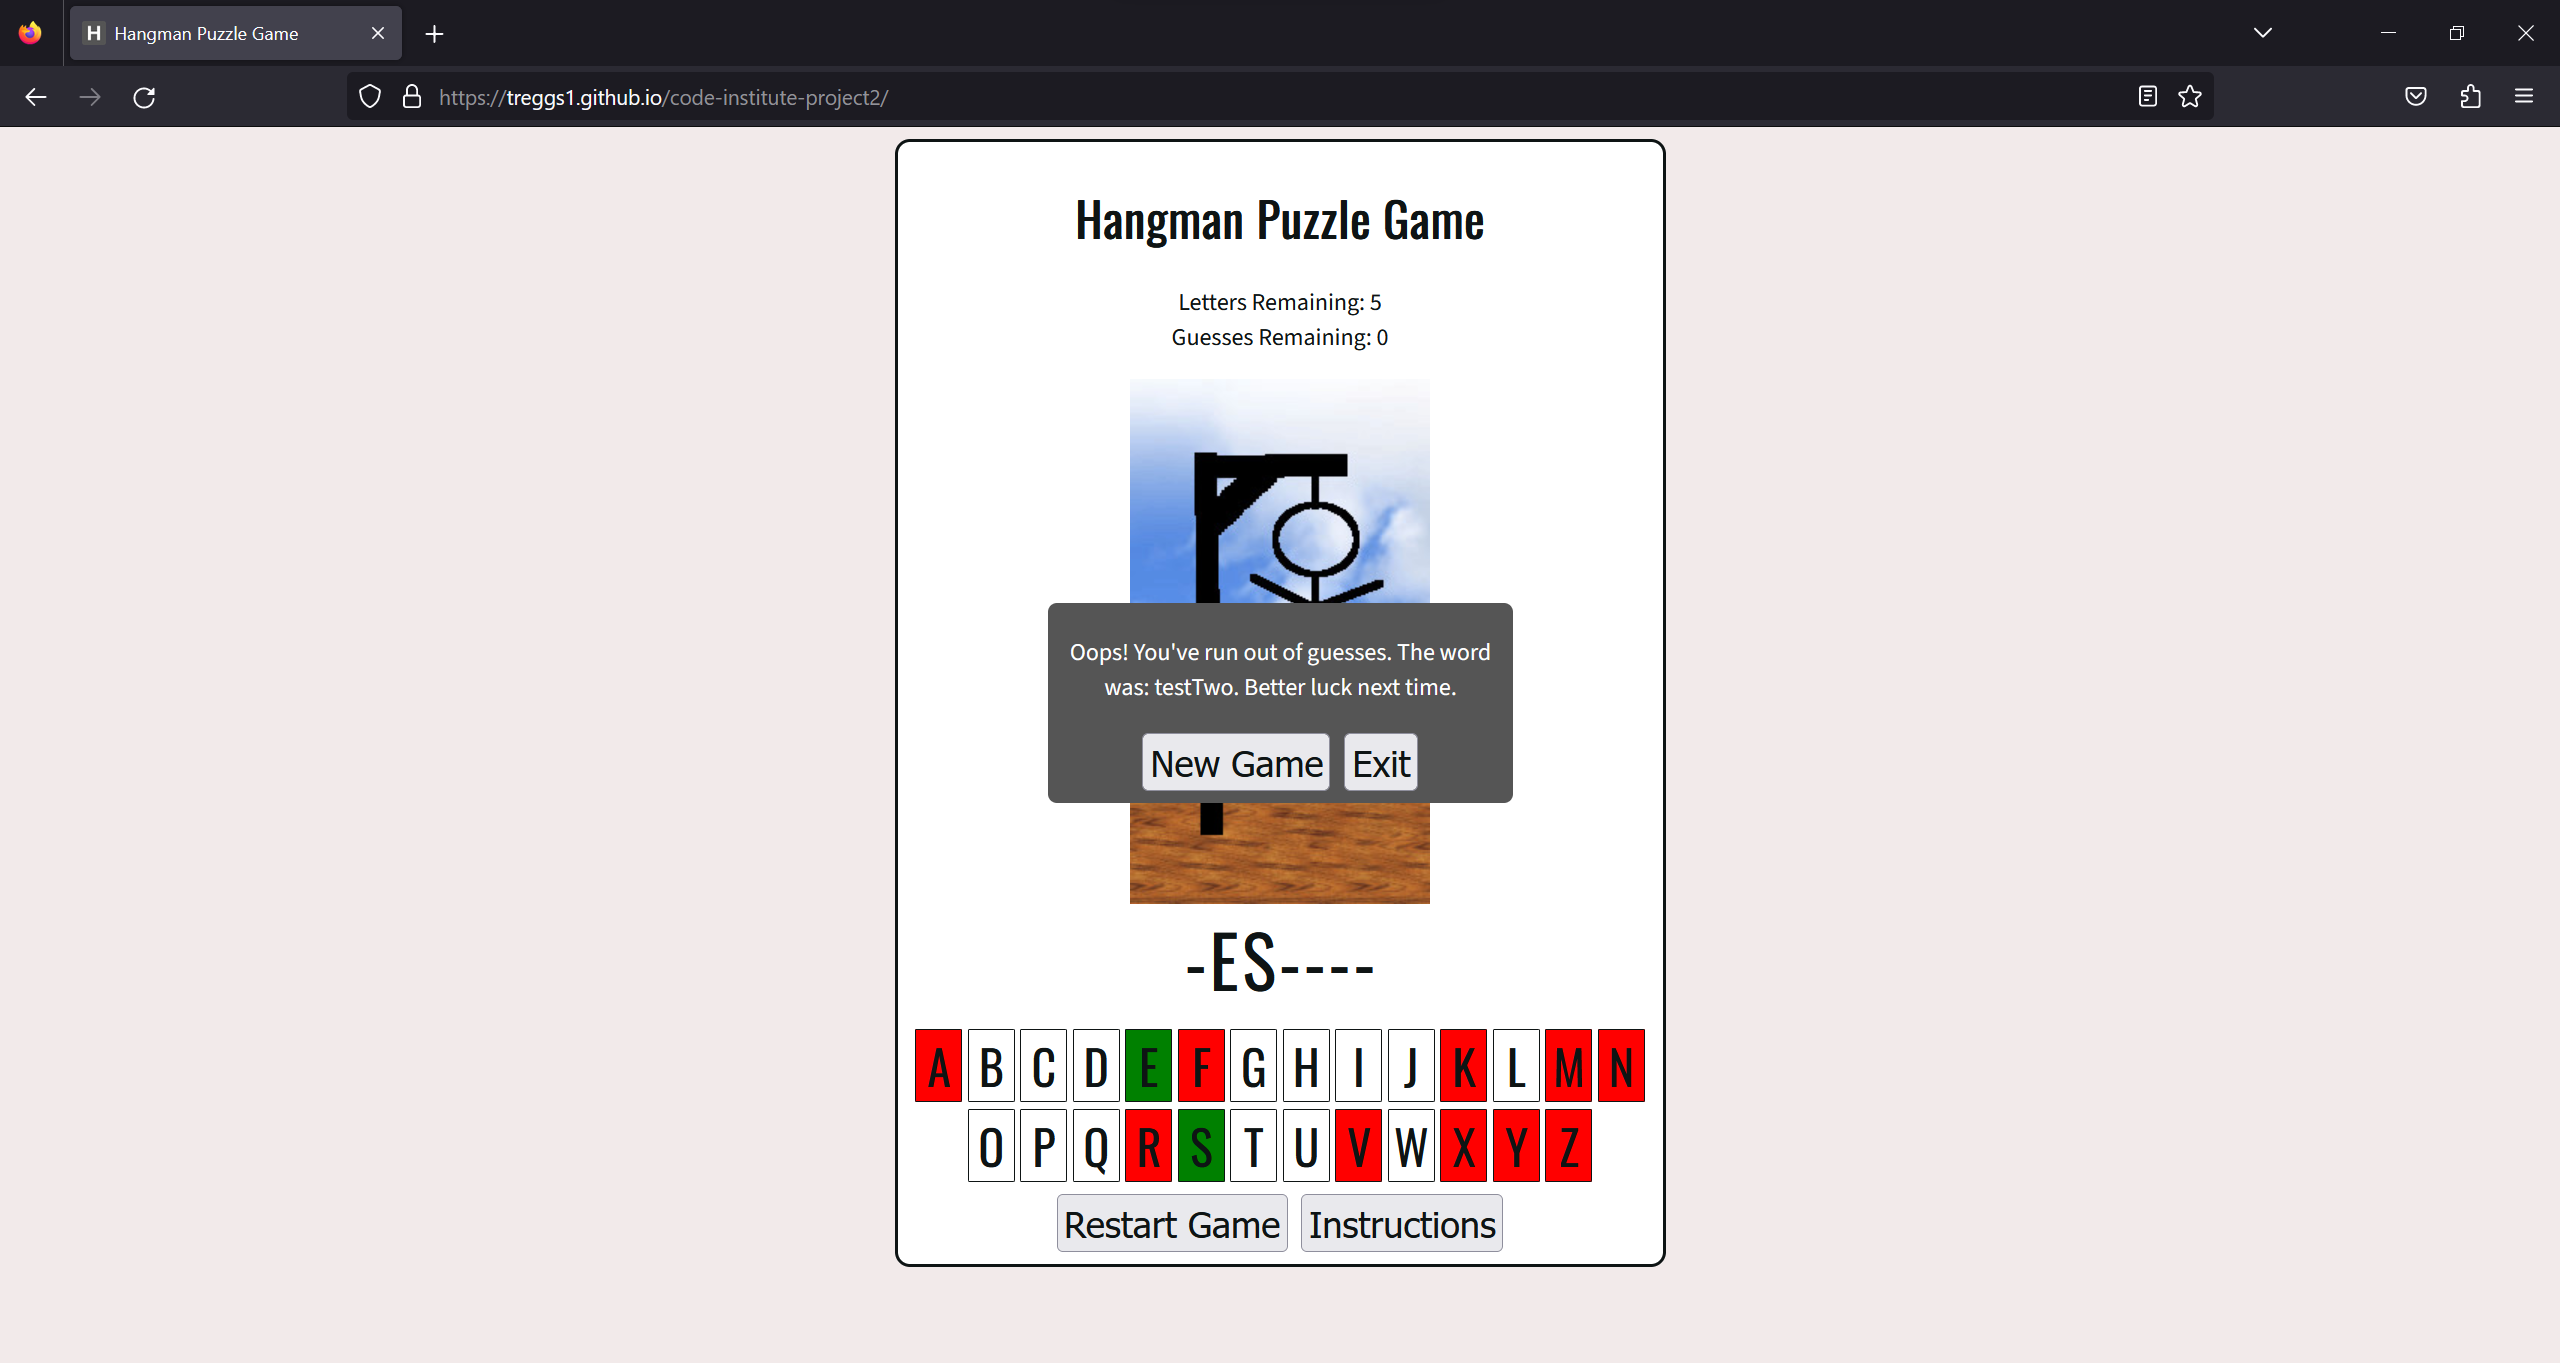 H Hangman Puzzle Game
https://treggs1.github.io/code-institute-project2/
Hangman Puzzle Game
Letters Remaining: 5
Guesses Remaining: 0
Oops! You've run out of guesses. The word
was: testTwo. Better luck next time.
New Game Exit
-ES----
A B C D E F G H I J K L M N
O P Q R S T U V W X Y Z
Restart Game Instructions